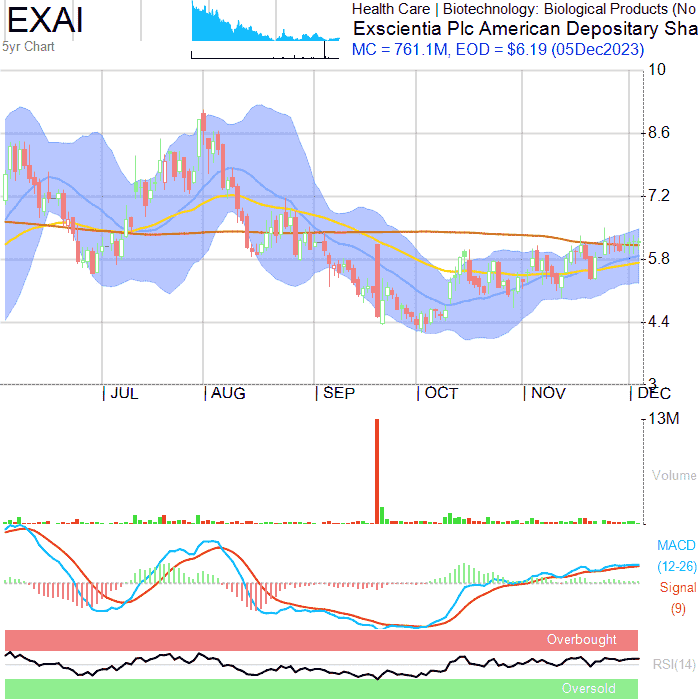 EXAI
5yr Chart
Health Care | Biotechnology: Biological Products (No
Exscientia Plc American Depositary Sha
MC = 761.1M, EOD = $6.19 (05Dec2023)
10
8.6
7.2
5.8
4.4
3
JUL AUG SEP OCT NOV DEC
13M
Volume
MACD
(12-26)
Signal
(9)
Overbought
RSI(14)
Oversold